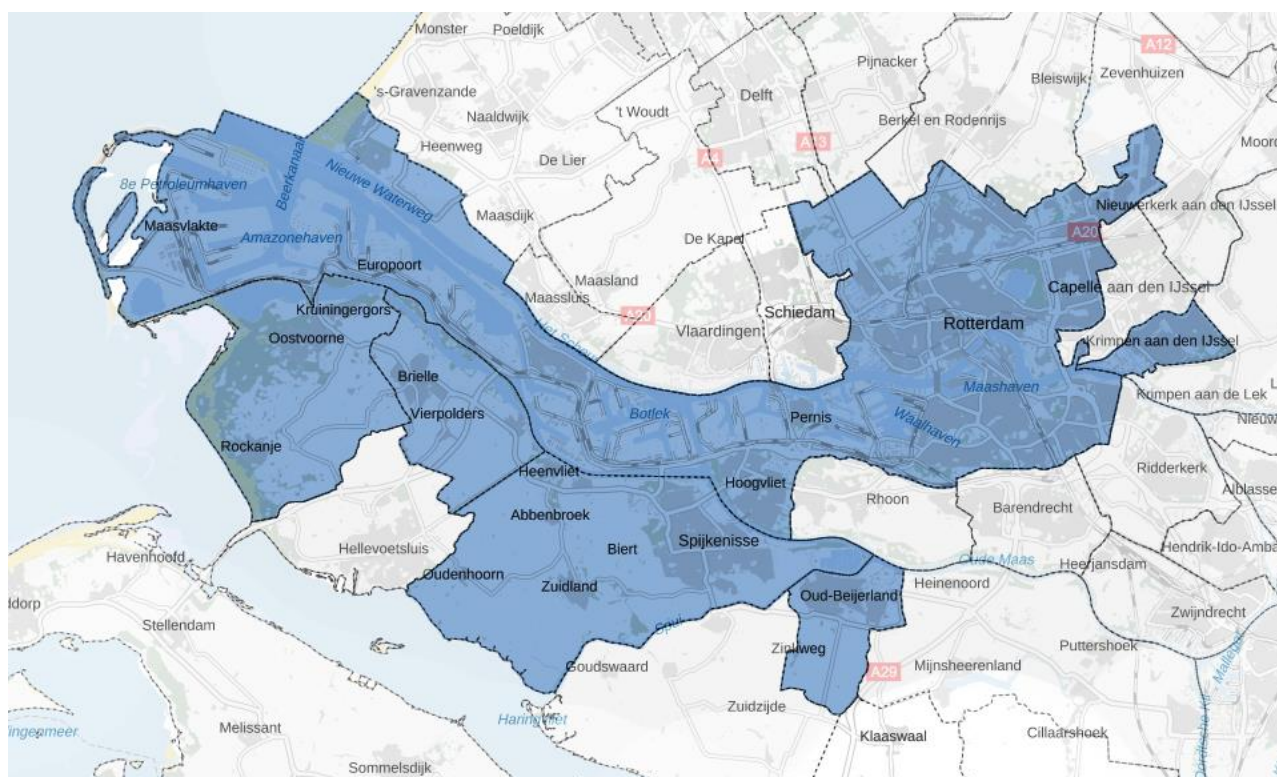 Monster
Poeldijk
A12
Pijnacker
Bleiswijk
Zevenhuizen
's-Gravenzande
Delft
Naaldwijk
't Woudt
Berkel en Rodenrijs
Heenweg
A13
De Lier
A4
8e Petroleumhaven
Beerkanaal
Nieuwe Waterweg
Maasdijk
Nieuwerkerk aan den IJssel
Maasvlakte
Amazonehaven
De Kapel
A20
Europoort
Maasland
Capelle aan den IJssel
Maassluis
Kruiningergors
Schiedam
A20
Rotterdam
Oostvoorne
Vlaardingen
Krimpen aan den IJssel
Brielle
Maashaven
Krimpen aan de Lek
Vierpolders
Botlek
Pernis
Waalhaven
Nieuw
Rockanje
Heenvliet
Hoogvliet
Rhoon
Ridderkerk
Barendrecht
Alblasse
Abbenbroek
Biert
Spijkenisse
Hellevoetsluis
Havenhoofd
Oude Maas
Hendrik-Ido-Amba
Heerjansdam
Oudenhoorn
Zuidland
Heinenoord
Oud-Beijerland
ddorp
Zwijndrecht
Stellendam
Spui
Zinkweg
Puttershoek
Goudswaard
A29
Mijnsheerenland
Zuidzijde
Haringvliet
Melissant
Klaaswaal
Cillaarshoek
ingenmeer
Sommelsdijk